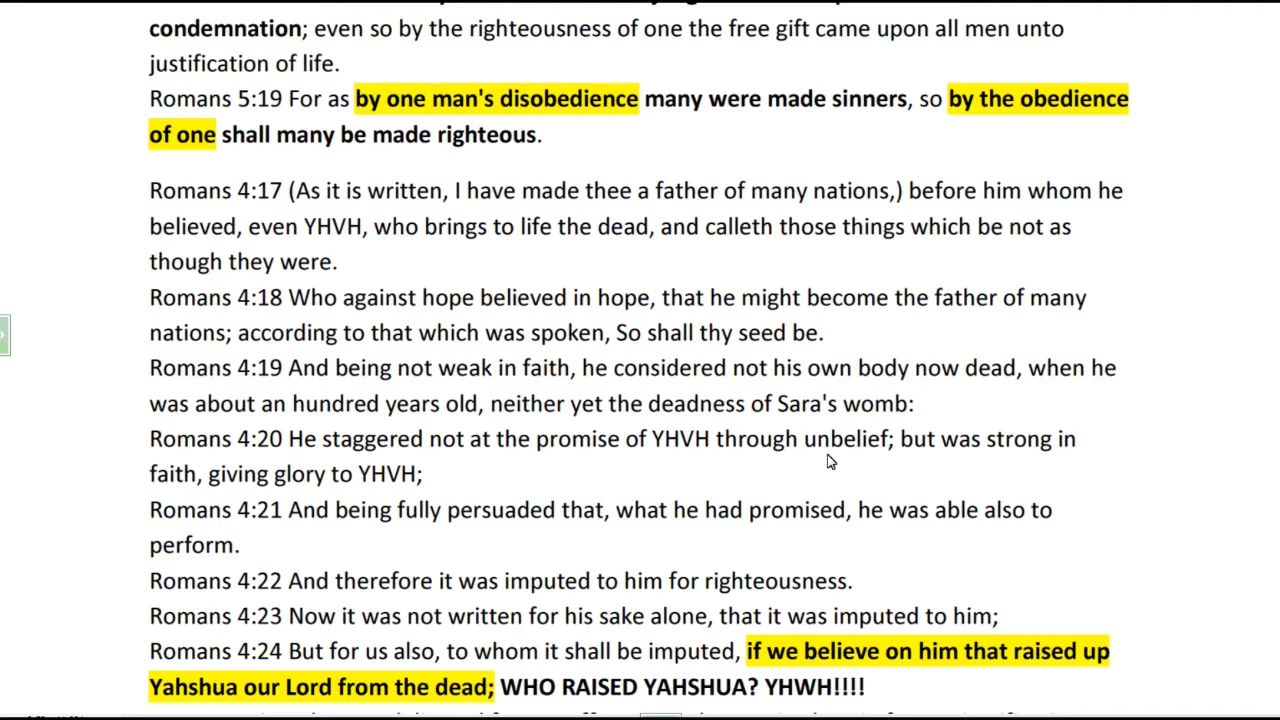 condemnation; even so by the righteousness of one the free gift came upon all men unto
justification of life.
Romans 5:19 For as by one man's disobedience many were made sinners, so by the obedience
of one shall many be made righteous.
Romans 4:17 (As it is written, I have made thee a father of many nations,) before him whom he
believed, even YHVH, who brings to life the dead, and calleth those things which be not as
though they were.
Romans 4:18 Who against hope believed in hope, that he might become the father of many
nations; according to that which was spoken, So shall thy seed be.
Romans 4:19 And being not weak in faith, he considered not his own body now dead, when he
was about an hundred years old, neither yet the deadness of Sara's womb:
Romans 4:20 He staggered not at the promise of YHVH through unbelief; but was strong in
faith, giving glory to YHVH;
Romans 4:21 And being fully persuaded that, what he had promised, he was able also to
perform.
Romans 4:22 And therefore it was imputed to him for righteousness.
Romans 4:23 Now it was not written for his sake alone, that it was imputed to him;
Romans 4:24 But for us also, to whom it shall be imputed, if we believe on him that raised up
Yahshua our Lord from the dead; WHO RAISED YAHSHUA? YHWH!!!!